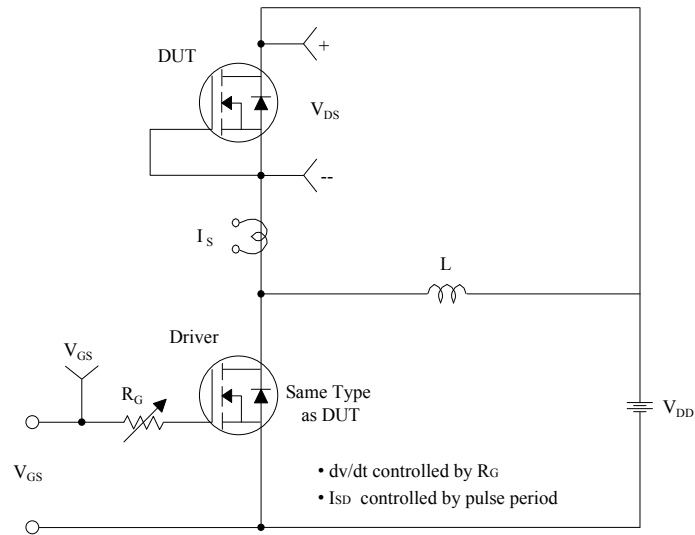 DUT
+
VDS
--
IS
L
Driver
VGS
RG
Same Type
as DUT
VDD
VGS
• dv/dt controlled by RG
• ISD controlled by pulse period